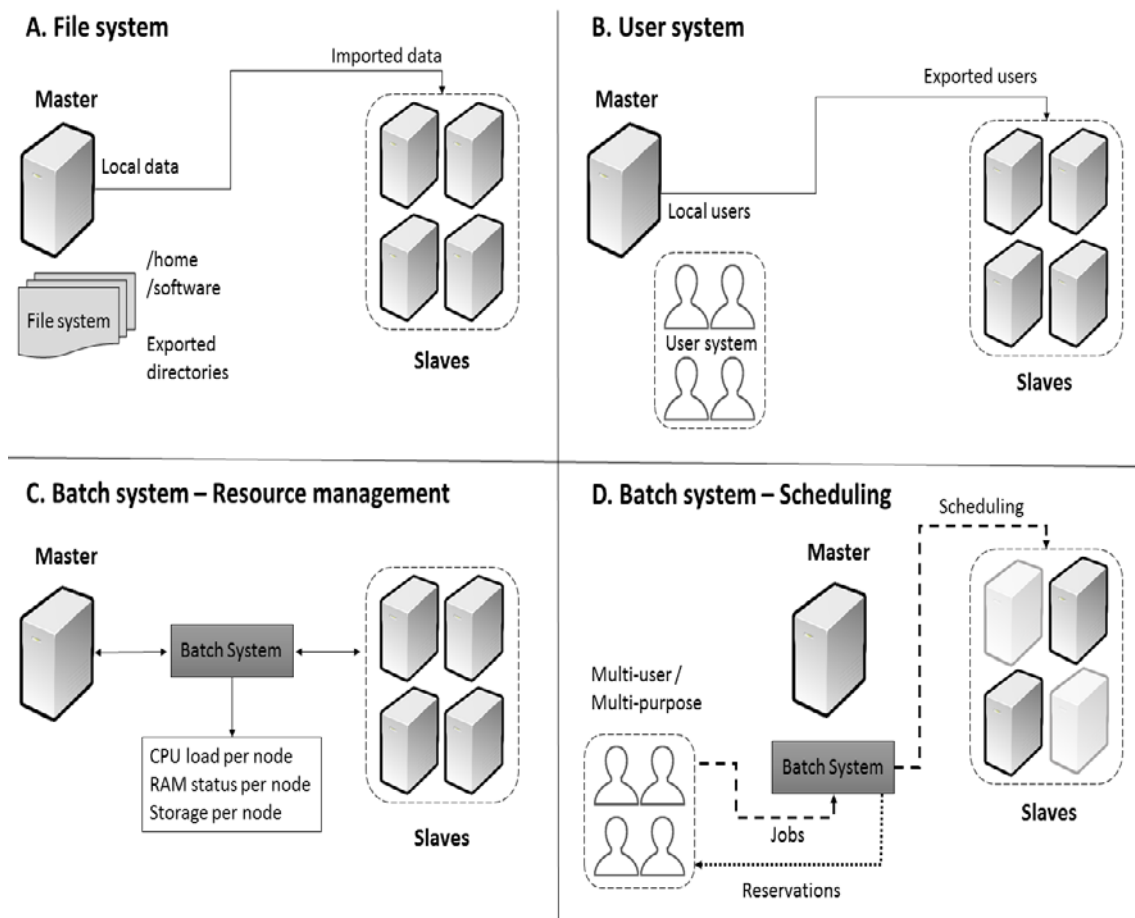 A. File system
Imported data
Master
Local data
/home
/software
File system
Exported
directories
Slaves
B. User system
Exported users
Master
Local users
User system
Slaves
C. Batch system – Resource management
Master
Batch System
CPU load per node
RAM status per node
Storage per node
Slaves
D. Batch system – Scheduling
Scheduling
Master
Multi-user /
Multi-purpose
Batch System
Jobs
Slaves
Reservations